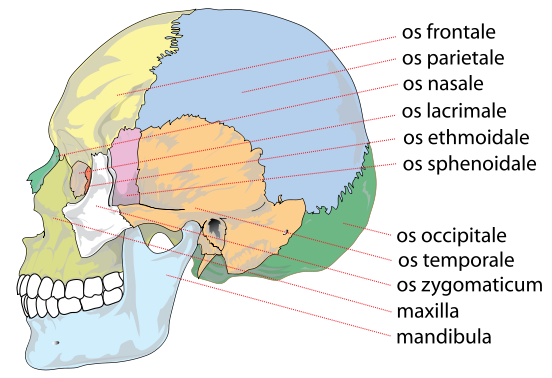 os frontale
os parietale
os nasale
os lacrimale
os ethmoidale
os sphenoidale
os occipitale
os temporale
os zygomaticum
maxilla
mandibula